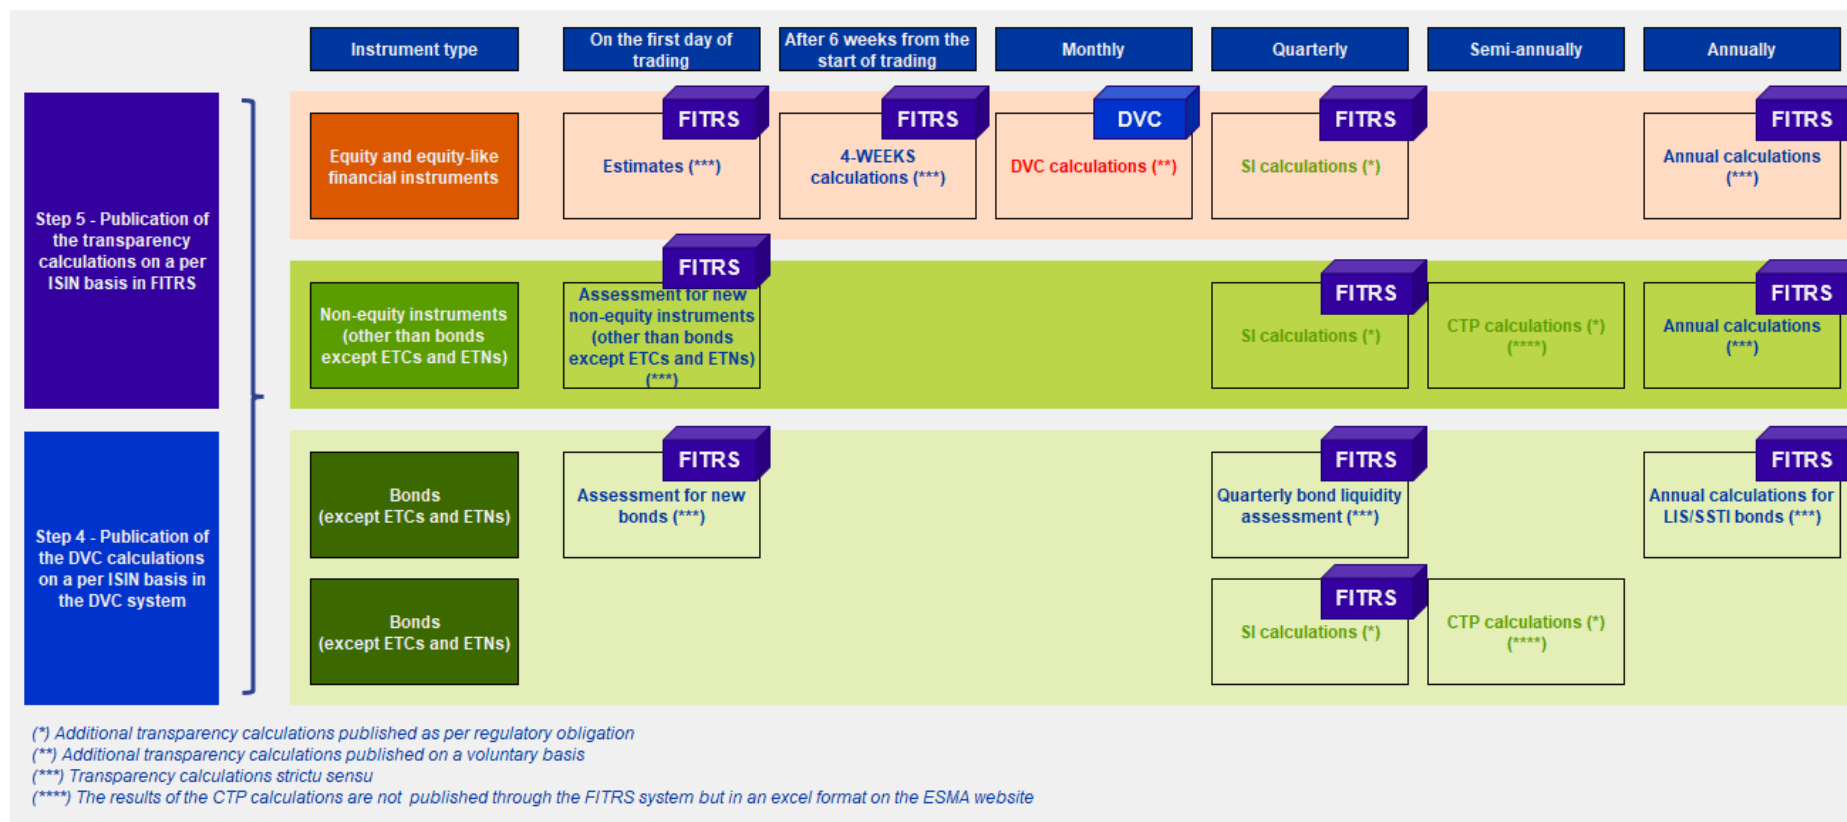 Instrument type
On the first day of
trading
After 6 weeks from the
start of trading
Monthly
Quarterly
Semi-annually
Annually
Step 5 - Publication of
the transparency
calculations on a per
ISIN basis in FITRS
Equity and equity-like
financial instruments
FITRS
Estimates (***)
FITRS
4-WEEKS
calculations (***)
DVC
DVC calculations (**)
FITRS
SI calculations (*)
FITRS
Annual calculations
(***)
Non-equity instruments
(other than bonds
except ETCs and ETNs)
FITRS
Assessment for new
non-equity instruments
(other than bonds
except ETCs and ETNs)
(***)
FITRS
SI calculations (*)
CTP calculations (*)
(****)
FITRS
Annual calculations
(***)
Step 4 - Publication of
the DVC calculations
on a per ISIN basis in
the DVC system
Bonds
(except ETCs and ETNs)
FITRS
Assessment for new
bonds (***)
FITRS
Quarterly bond liquidity
assessment (***)
FITRS
Annual calculations for
LIS/SSTI bonds (***)
Bonds
(except ETCs and ETNs)
FITRS
SI calculations (*)
CTP calculations (*)
(****)
(*) Additional transparency calculations published as per regulatory obligation
(**) Additional transparency calculations published on a voluntary basis
(***) Transparency calculations strictu sensu
(****) The results of the CTP calculations are not published through the FITRS system but in an excel format on the ESMA website